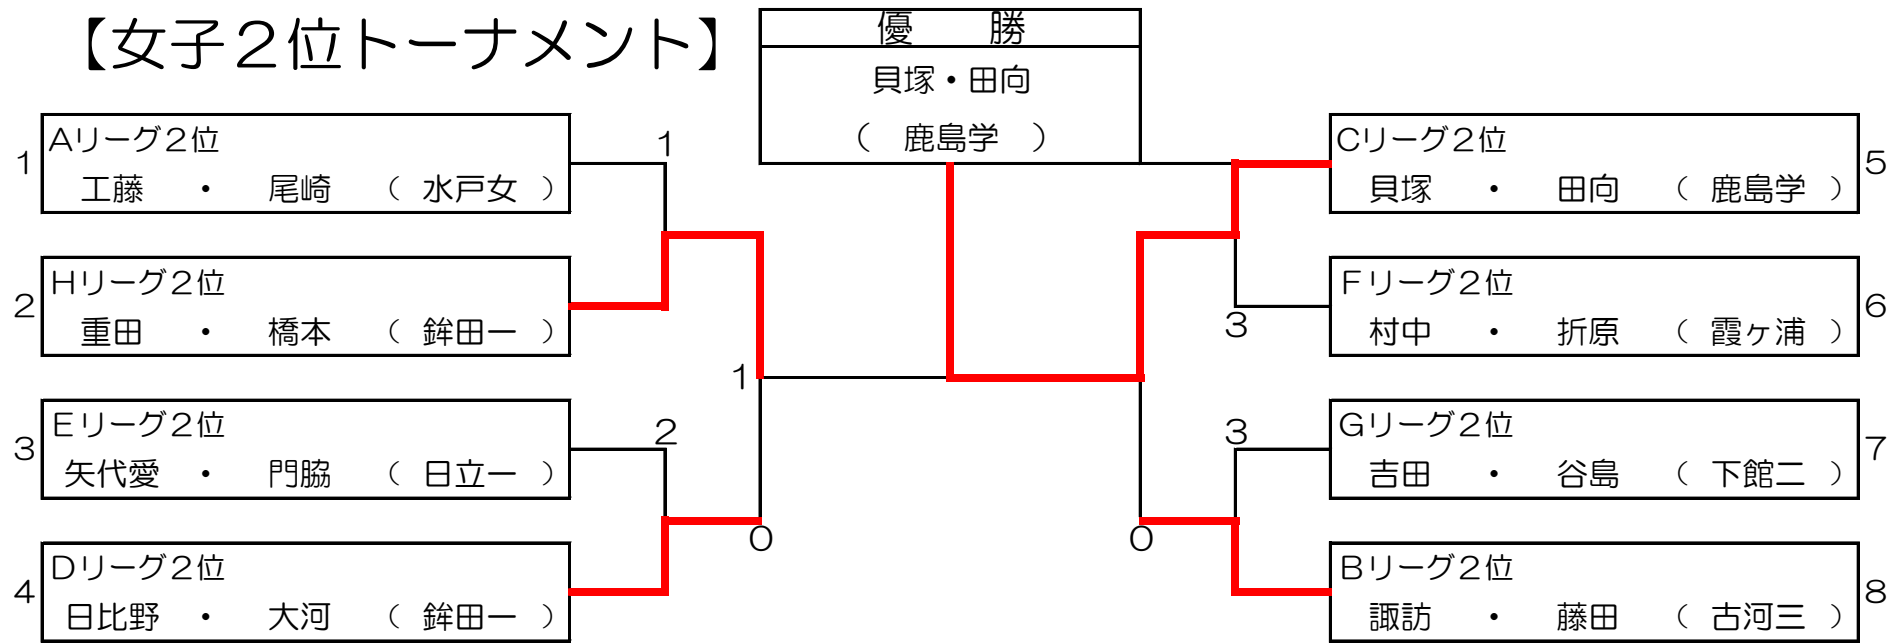 【女子２位トーナメント】
優　勝
貝塚・田向
（　鹿島学　）
1
Aリーグ２位
工藤　・　尾崎　（　水戸女　）
1
2
Hリーグ２位
重田　・　橋本　（　鉾田一　）
1
3
Eリーグ２位
矢代愛　・　門脇　（　日立一　）
2
4
Dリーグ２位
日比野　・　大河　（　鉾田一　）
0
Cリーグ２位
貝塚　・　田向　（　鹿島学　）
5
Fリーグ２位
村中　・　折原　（　霞ヶ浦　）
6
3
Gリーグ２位
吉田　・　谷島　（　下館二　）
7
3
Bリーグ２位
諏訪　・　藤田　（　古河三　）
8
0